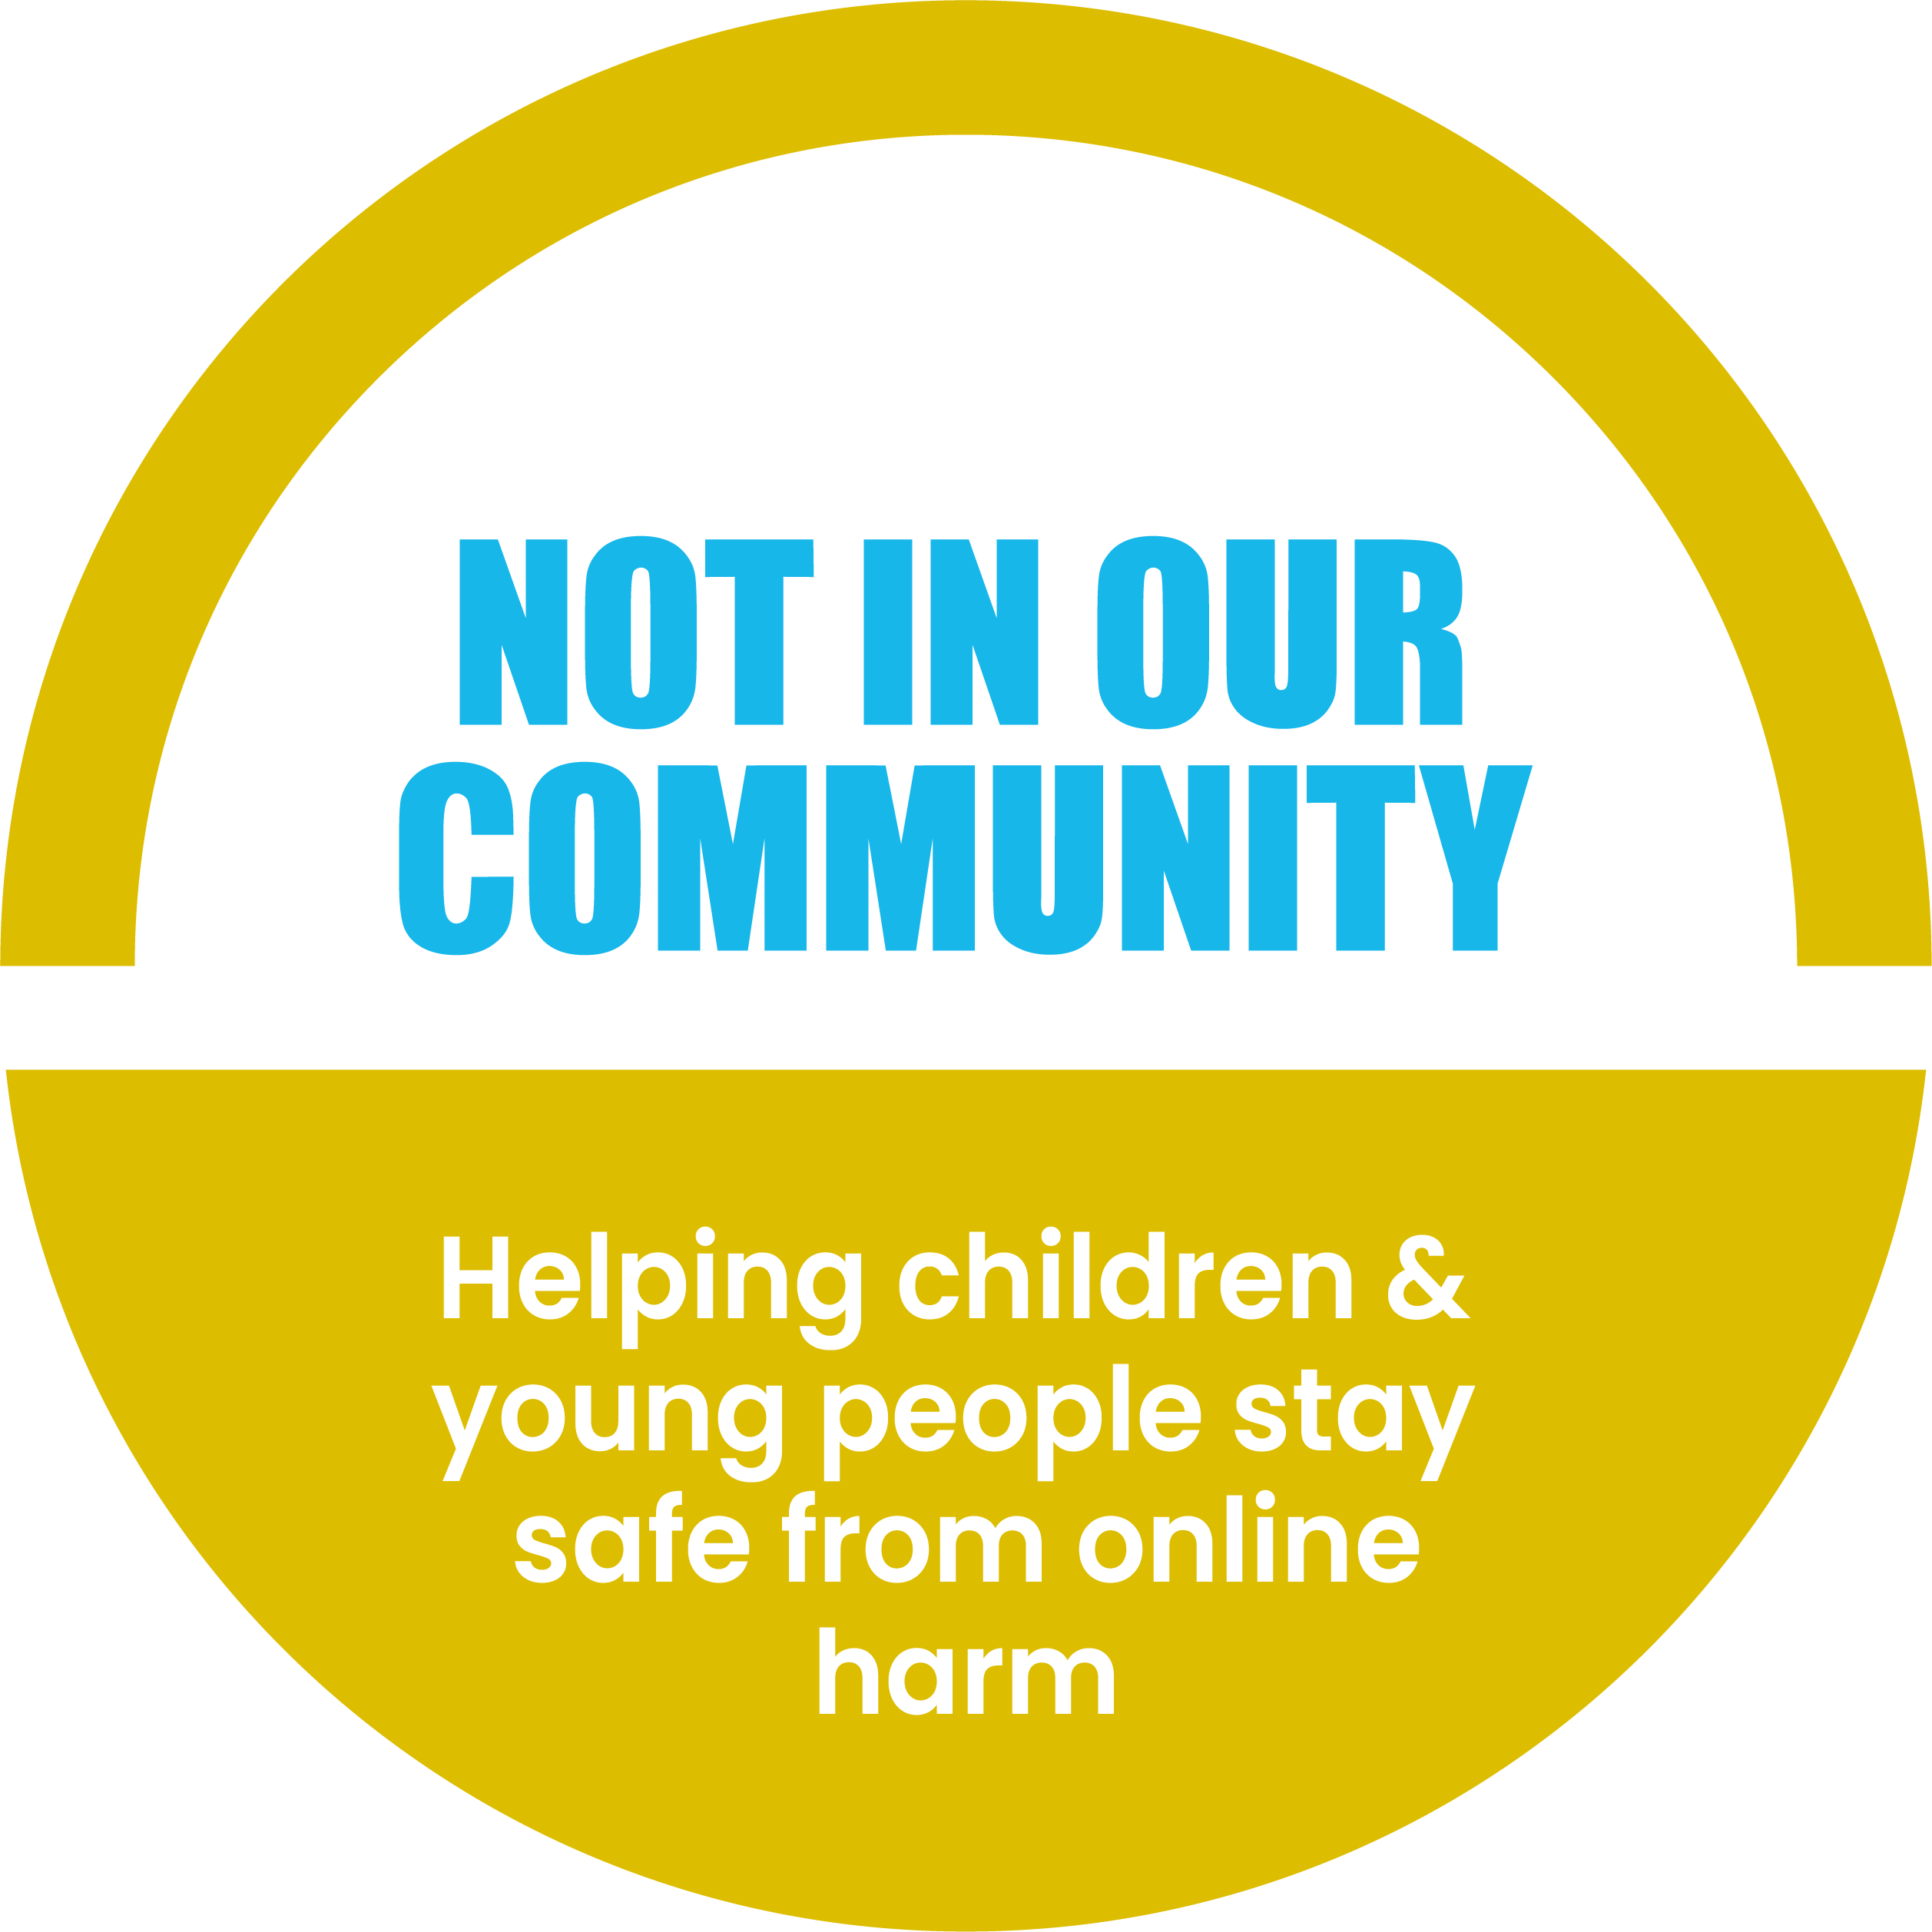 NOT IN OUR
COMMUNITY
Helping children &
young people stay
safe from online
harm